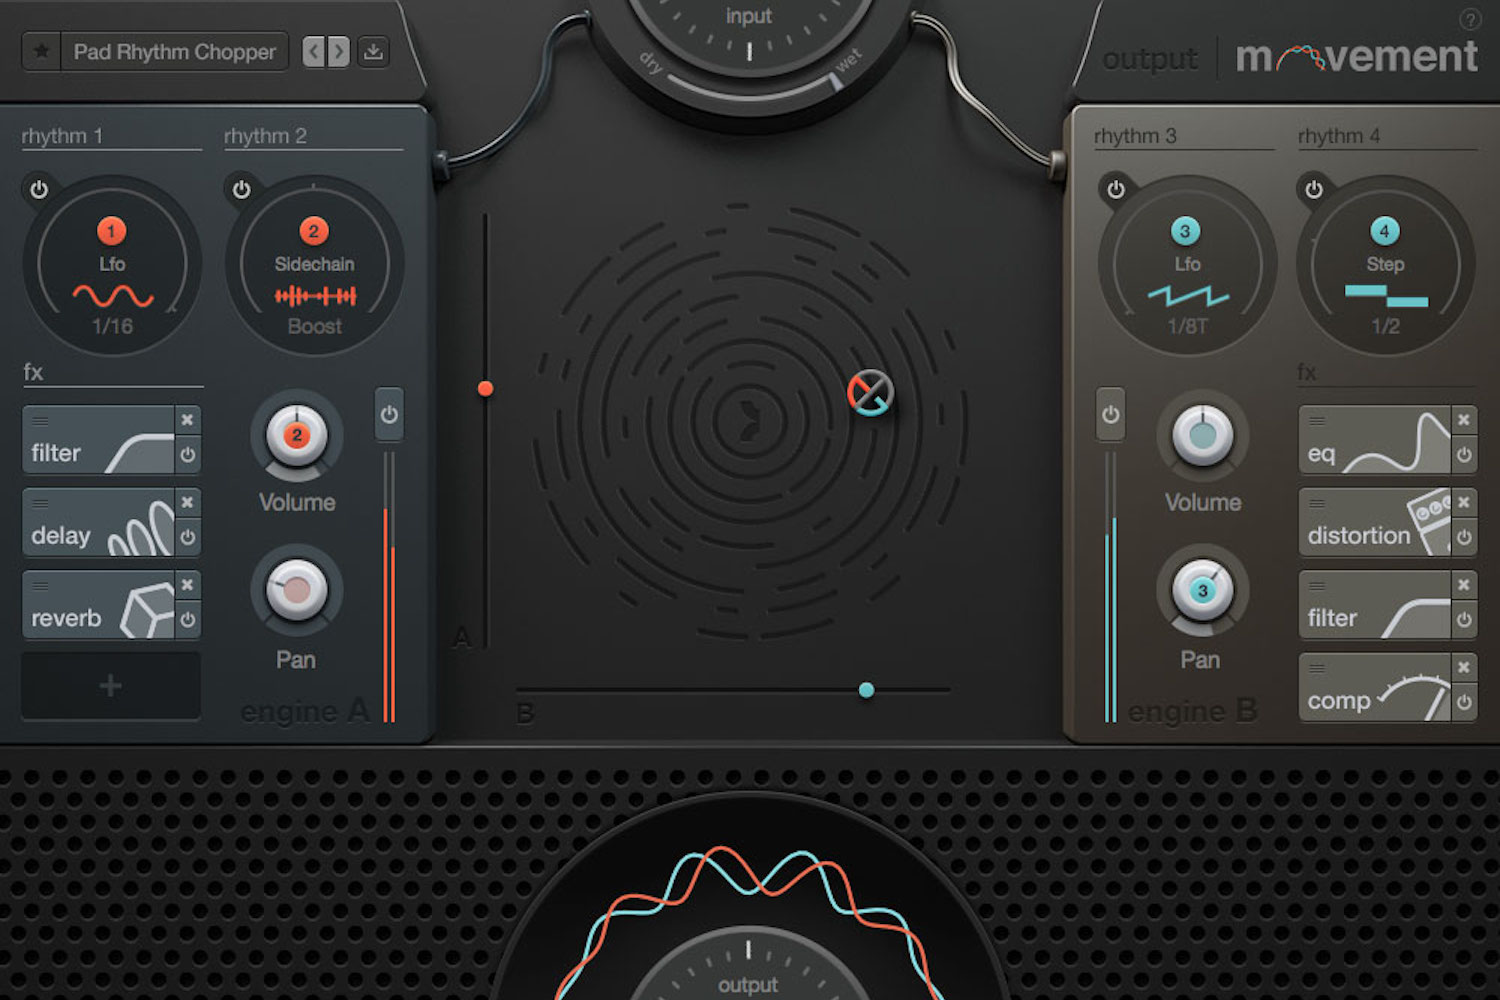 Pad Rhythm Chopper
input
dry
wet
?
output
movement
rhythm 1
rhythm 2
1
Lfo
1/16
2
Sidechain
Boost
fx
filter
delay
reverb
+
2
Volume
Pan
engine A
A
B
rhythm 3
rhythm 4
3
Lfo
1/8T
4
Step
1/2
fx
Volume
3
Pan
engine B
eq
distortion
filter
comp
output